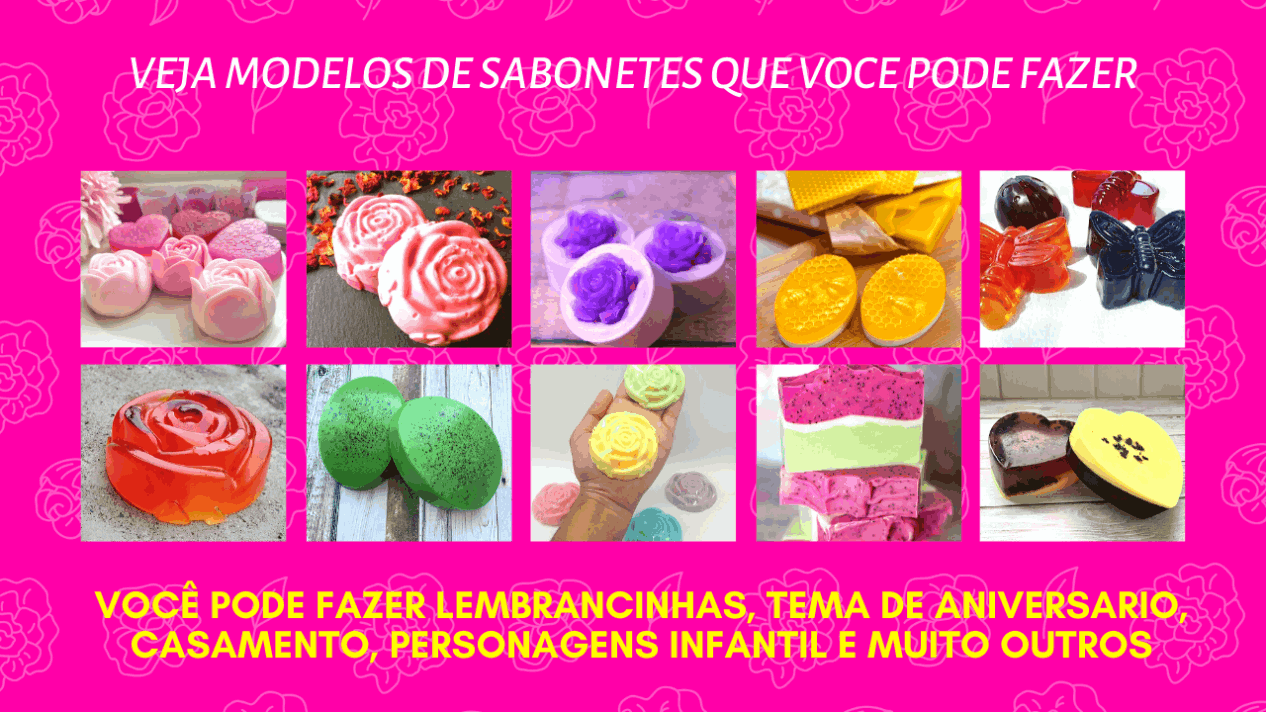 VEJA MODELOS DE SABONETES QUE VOCE PODE FAZER
VOCÊ PODE FAZER LEMBRANCINHAS, TEMA DE ANIVERSARIO,
CASAMENTO, PERSONAGENS INFANTIL E MUITO OUTROS